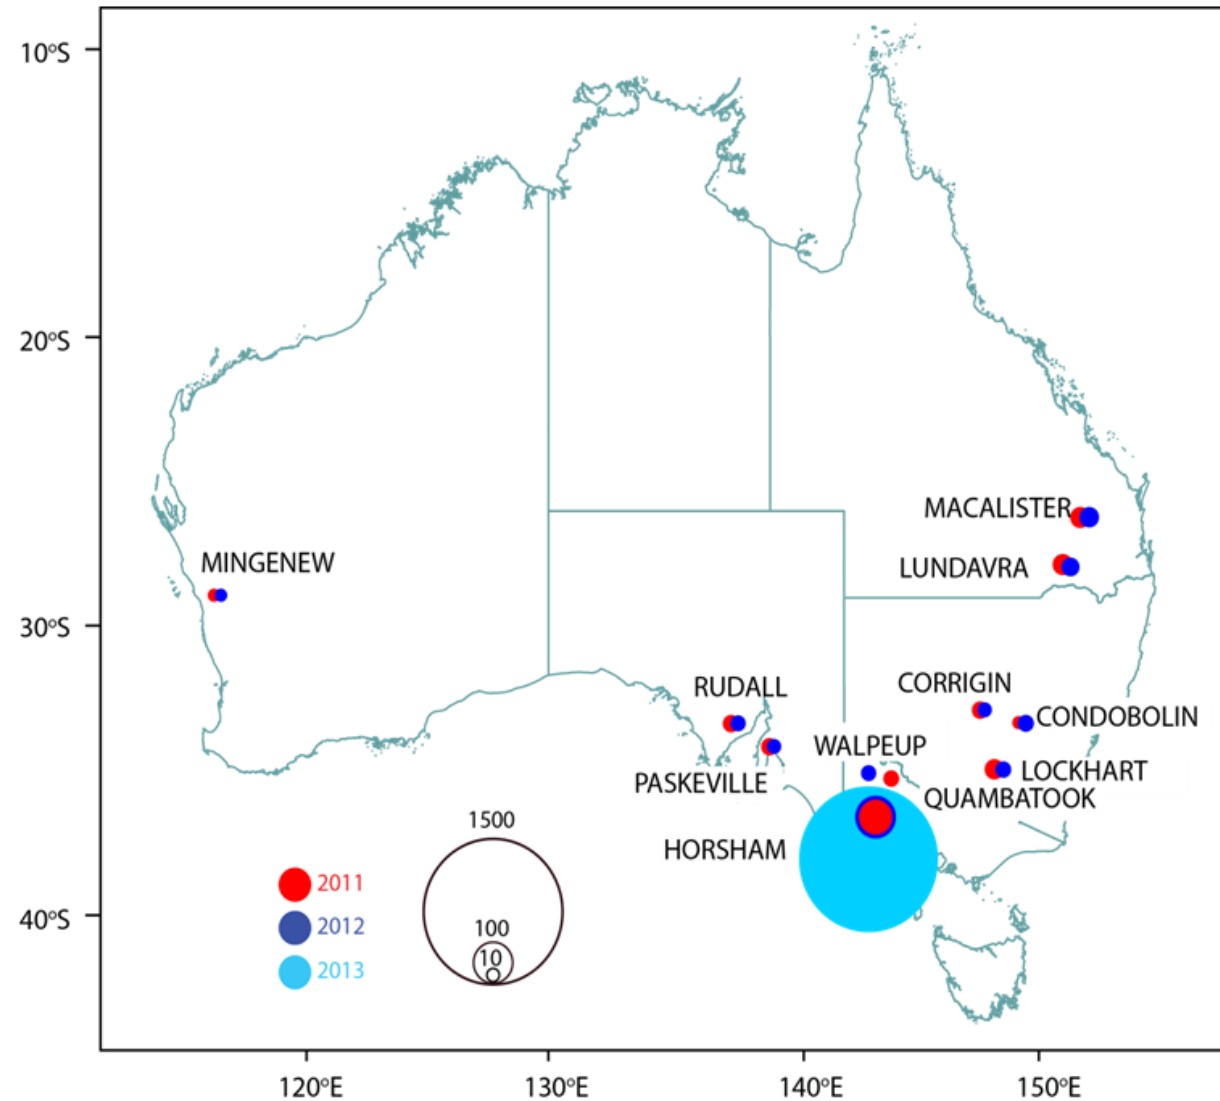 10°S
20°S
30°S
40°S
MACALISTER
LUNDAVRA
MINGENEW
CORRIGIN
RUDALL
CONDOBOLIN
WALPEUP
LOCKHART
PASKEVILLE
QUAMBATOOK
HORSHAM
1500
100
10
2011
2012
2013
120°E
130°E
140°E
150°E